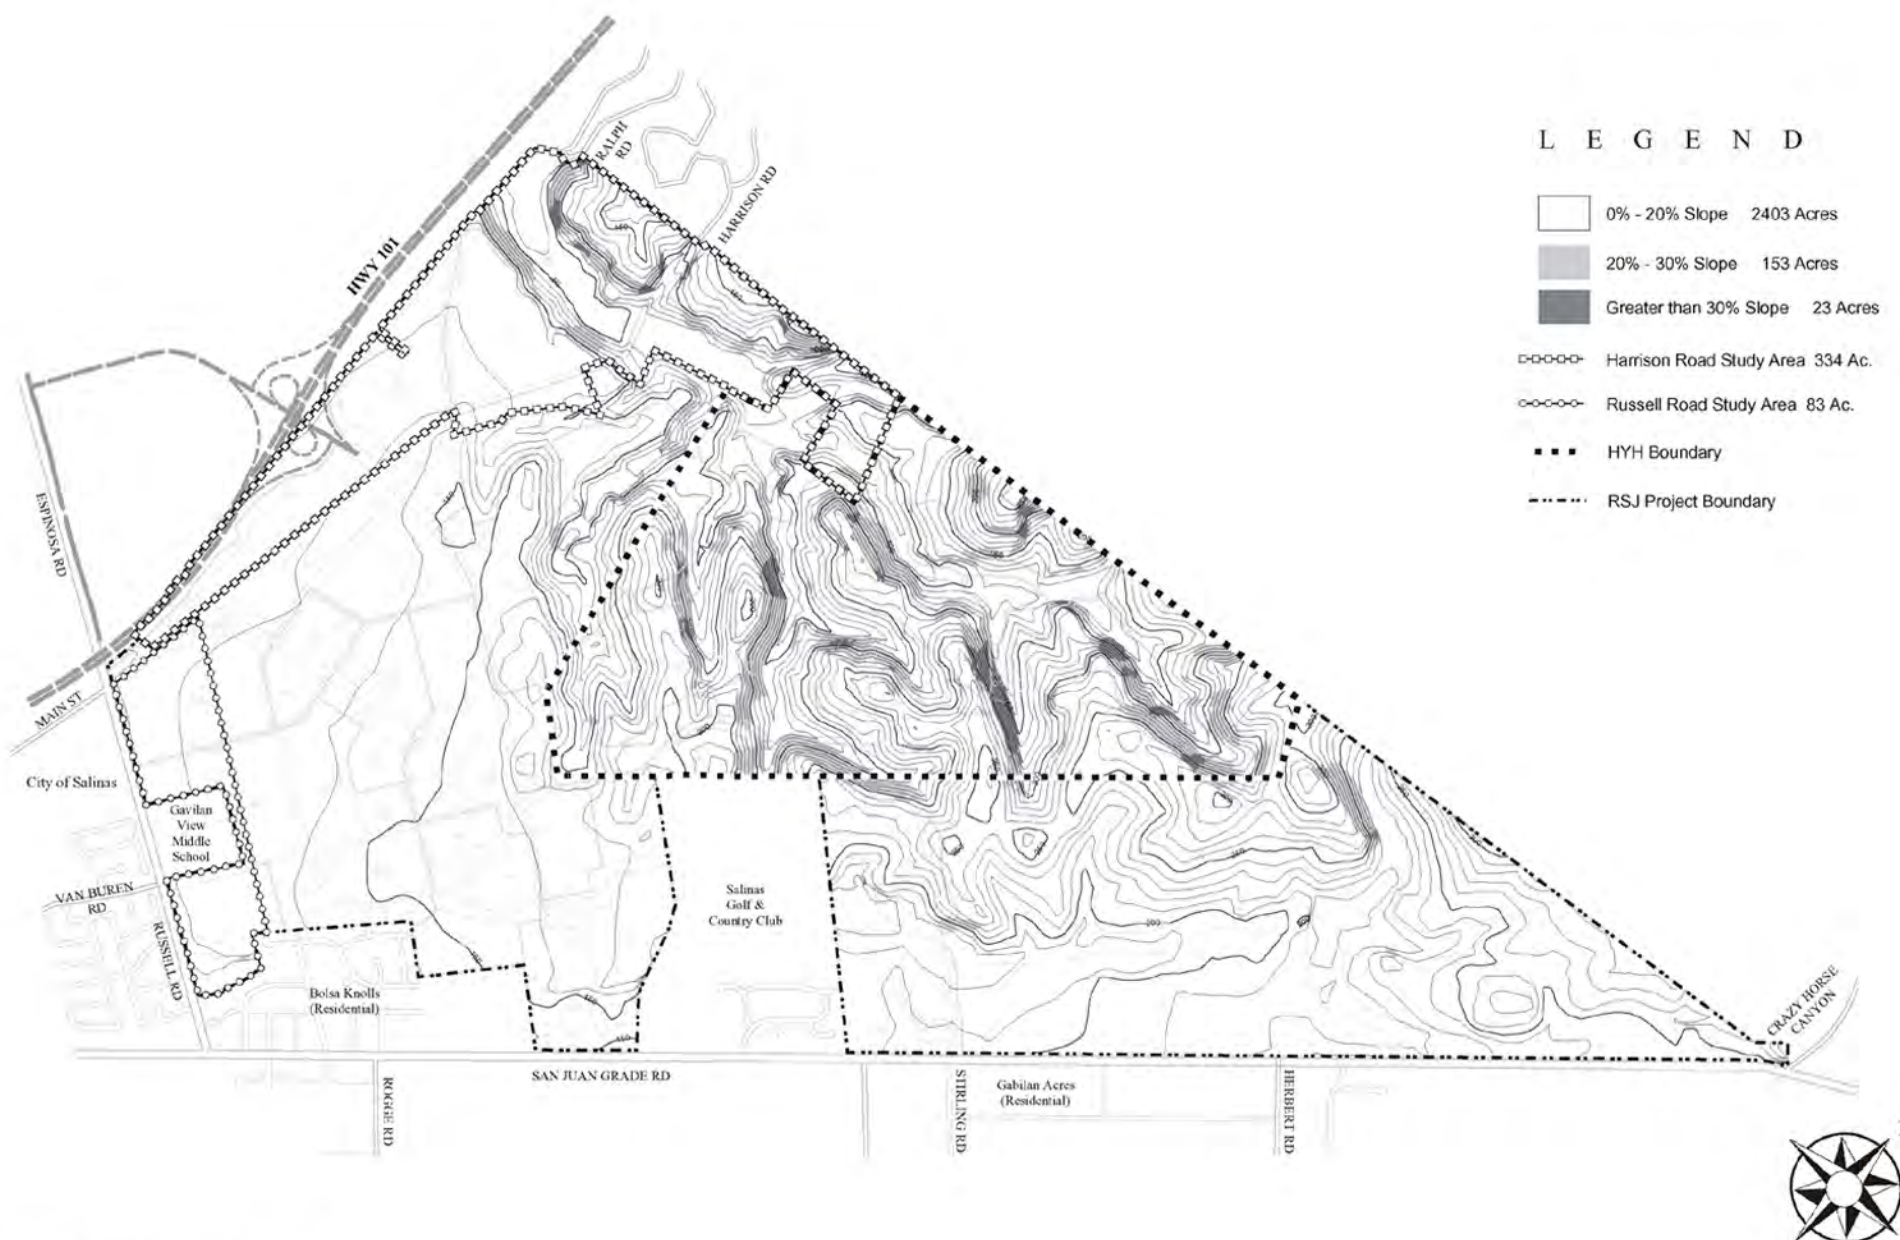 L E G E N D
0% - 20% Slope 2403 Acres
20% - 30% Slope 153 Acres
Greater than 30% Slope 23 Acres
Harrison Road Study Area 334 Ac.
Russell Road Study Area 83 Ac.
HYH Boundary
RSJ Project Boundary
RALPH
RD
HARRISON RD
HWY 101
ESPINOSA RD
MAIN ST
City of Salinas
Gavilan
View
Middle
School
VAN BUREN
RD
RUSSELL RD
Bolsa Knolls
(Residential)
Salinas
Golf &
Country Club
SAN JUAN GRADE RD
ROGGE RD
STIRLING RD
Gabilan Acres
(Residential)
HERBERT RD
CRAZY HORSE
CANYON
200